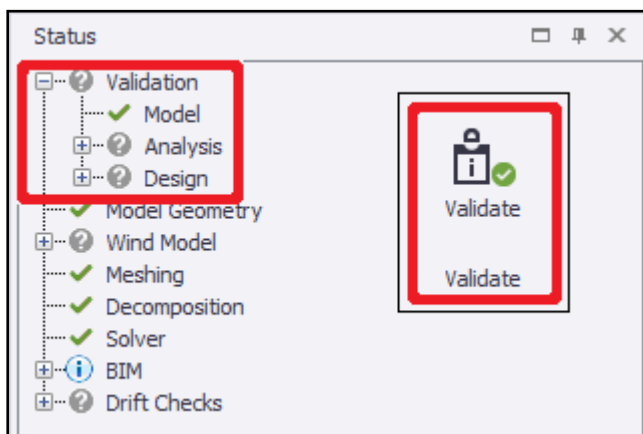 Status
Validation
Model
Analysis
Design
Model Geometry
Wind Model
Meshing
Decomposition
Solver
BIM
Drift Checks
Validate
Validate